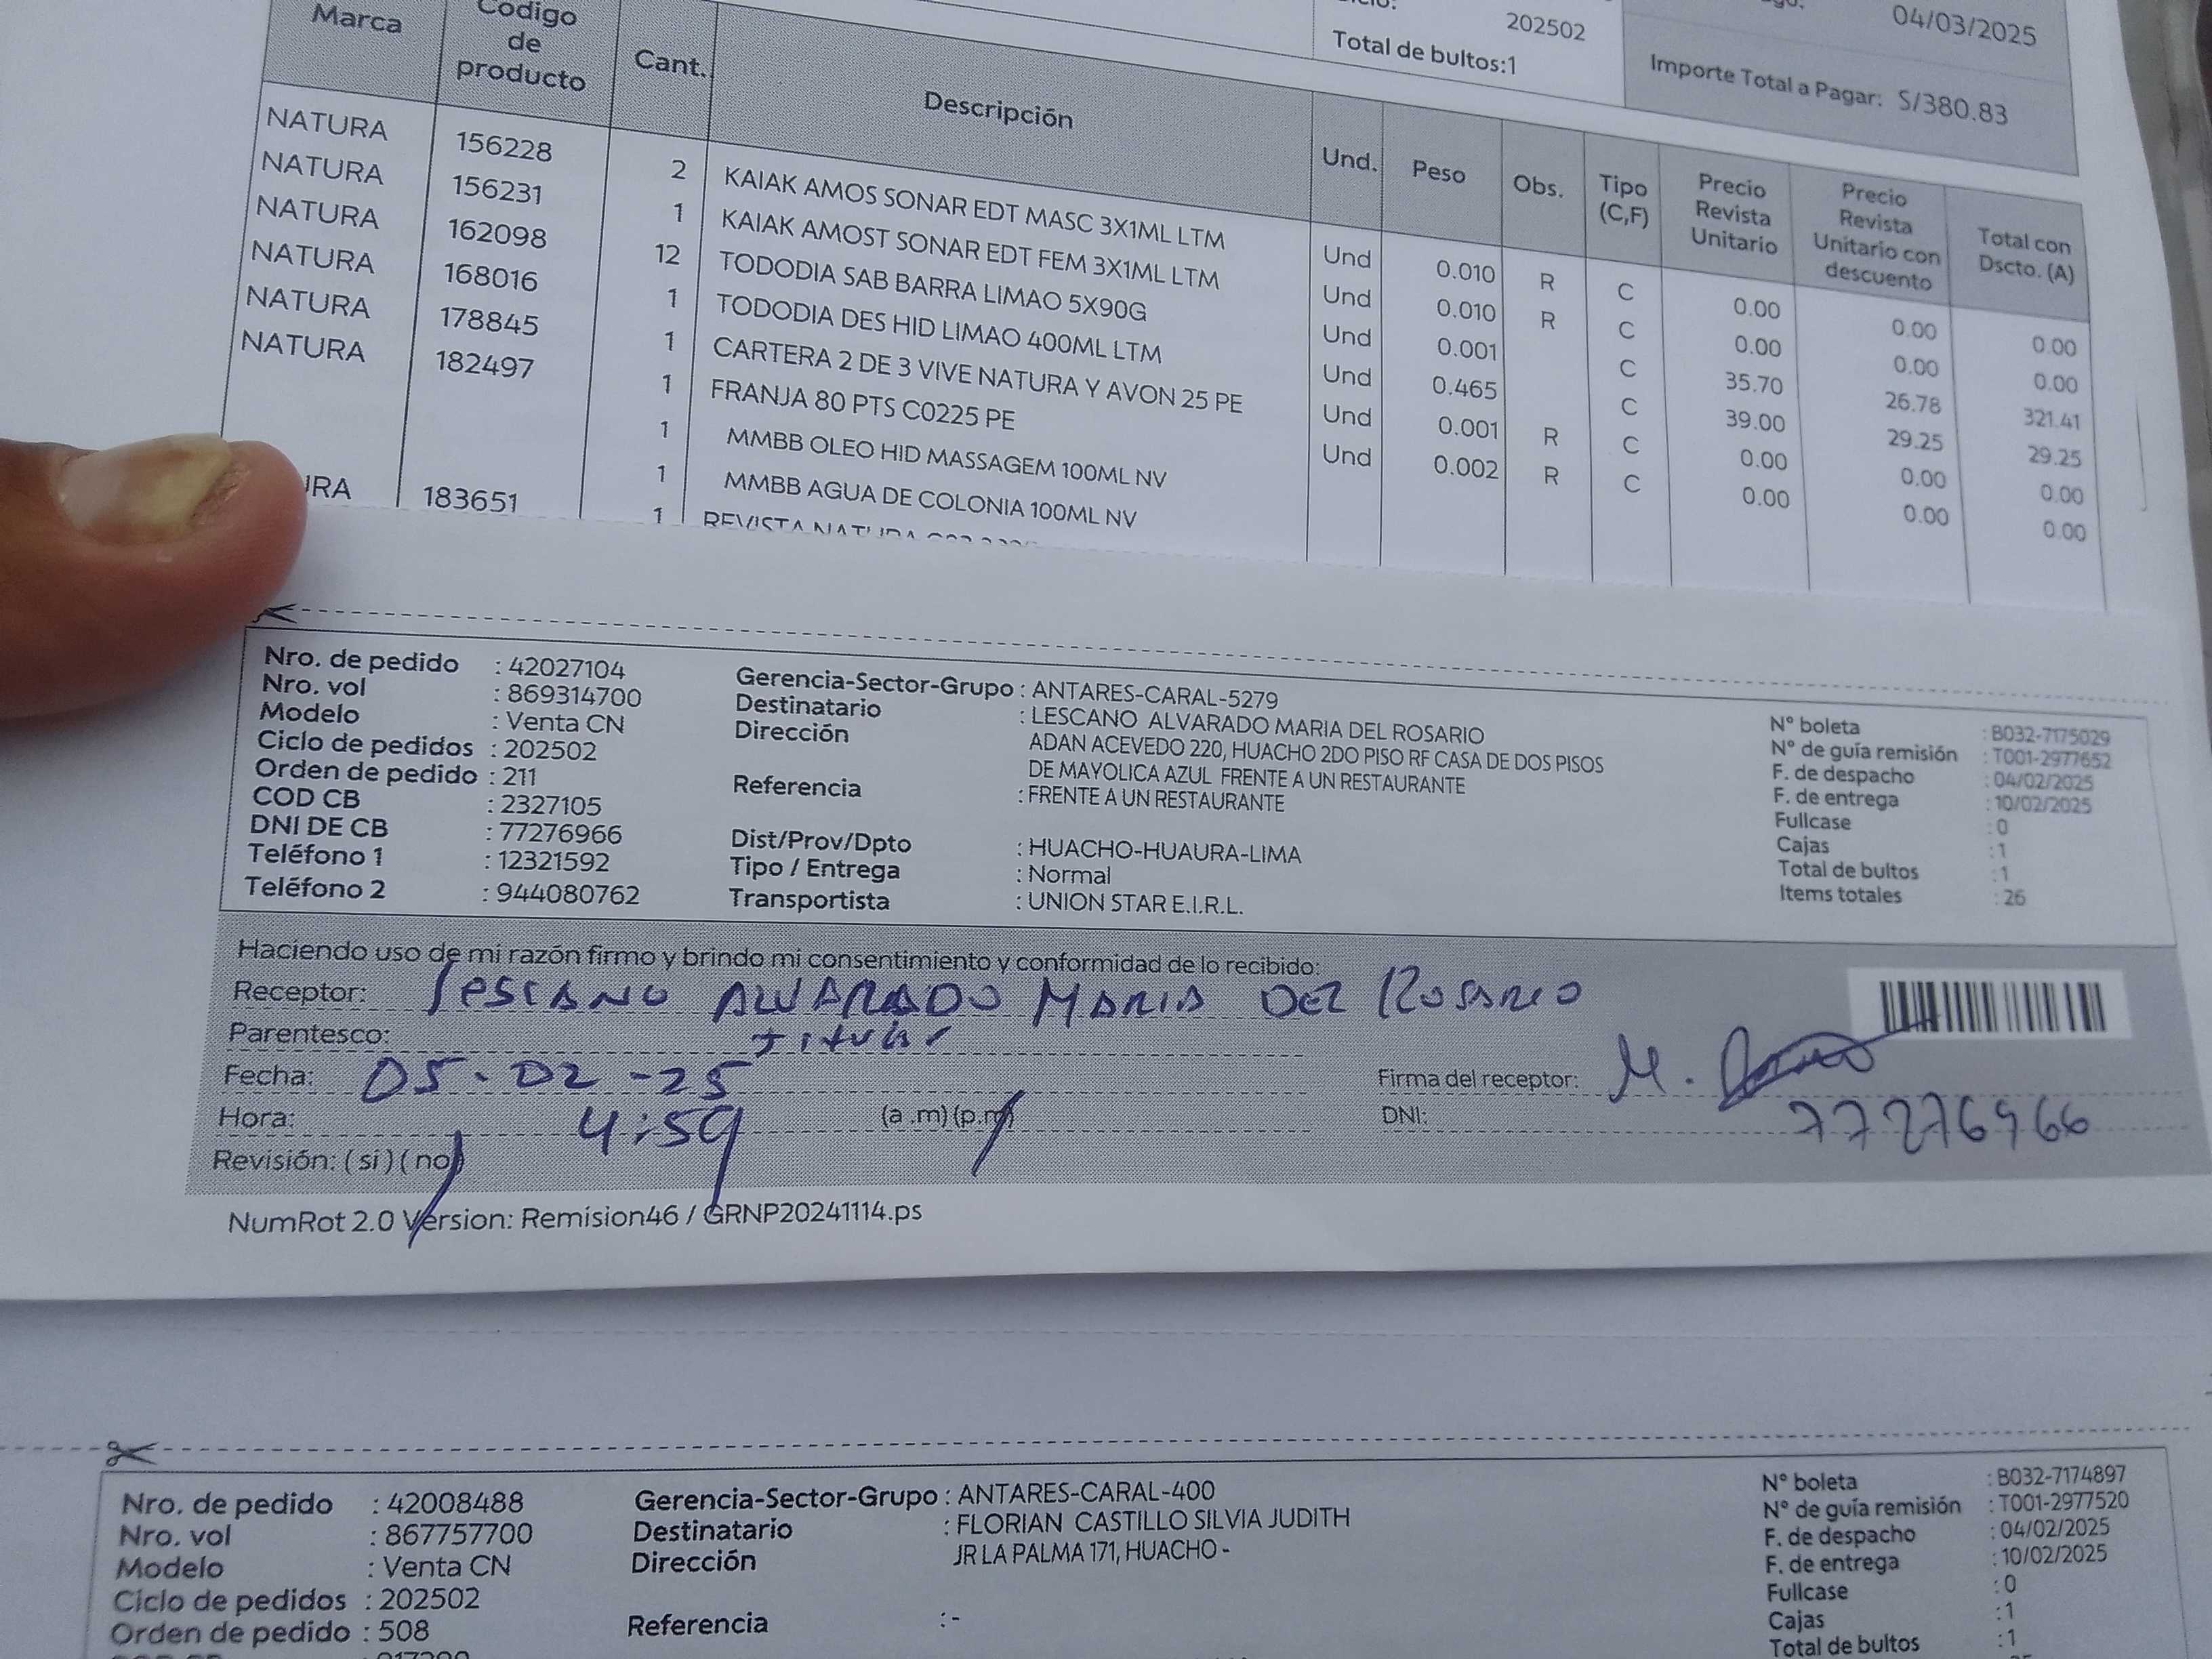 202502
04/03/2025
Total de bultos:1
Importe Total a Pagar: S/380.83
Marca Codigo de producto Cant. Descripción Und. Peso Obs. Tipo (C,F) Precio Revista Unitario Precio Revista Unitario con descuento Total con Dscto. (A)
NATURA 156228 2 KAIAK AMOS SONAR EDT MASC 3X1ML LTM Und 0.010 R C 0.00 0.00 0.00
NATURA 156231 1 KAIAK AMOST SONAR EDT FEM 3X1ML LTM Und 0.010 R C 0.00 0.00 0.00
NATURA 162098 12 TODODIA SAB BARRA LIMAO 5X90G Und 0.001 C 35.70 26.78 321.41
NATURA 168016 1 TODODIA DES HID LIMAO 400ML LTM Und 0.465 C 39.00 29.25 29.25
NATURA 178845 1 CARTERA 2 DE 3 VIVE NATURA Y AVON 25 PE Und 0.001 R C 0.00 0.00 0.00
NATURA 182497 1 FRANJA 80 PTS C0225 PE Und 0.002 R C 0.00 0.00 0.00
1 MMBB OLEO HID MASSAGEM 100ML NV
1 MMBB AGUA DE COLONIA 100ML NV
URA 183651 1 REVISTA NATURA
Nro. de pedido : 42027104 Gerencia-Sector-Grupo : ANTARES-CARAL-5279 N° boleta : B032-7175029
Nro. vol : 869314700 Destinatario : LESCANO ALVARADO MARIA DEL ROSARIO N° de guía remisión : T001-2977652
Modelo : Venta CN Dirección ADAN ACEVEDO 220, HUACHO 2DO PISO RF CASA DE DOS PISOS F. de despacho : 04/02/2025
Ciclo de pedidos : 202502 DE MAYOLICA AZUL FRENTE A UN RESTAURANTE F. de entrega : 10/02/2025
Orden de pedido : 211 Referencia : FRENTE A UN RESTAURANTE Fullcase : 0
COD CB : 2327105 Cajas : 1
DNI DE CB : 77276966 Dist/Prov/Dpto : HUACHO-HUAURA-LIMA Total de bultos : 1
Teléfono 1 : 12321592 Tipo / Entrega : Normal Items totales : 26
Teléfono 2 : 944080762 Transportista : UNION STAR E.I.R.L.
Haciendo uso de mi razón firmo y brindo mi consentimiento y conformidad de lo recibido:
Receptor: LESCANO ALVARADO MARIA DEL ROSARIO
Parentesco: titular
Fecha: 05-02-25 Firma del receptor: M.
Hora: 4:59 (a.m) (p.m) DNI: 77276966
Revisión: (si) (no)
NumRot 2.0 Version: Remision46 / GRNP20241114.ps
Nro. de pedido : 42008488 Gerencia-Sector-Grupo : ANTARES-CARAL-400 N° boleta : B032-7174897
Nro. vol : 867757700 Destinatario : FLORIAN CASTILLO SILVIA JUDITH N° de guía remisión : T001-2977520
Modelo : Venta CN Dirección JR LA PALMA 171, HUACHO - F. de despacho : 04/02/2025
Ciclo de pedidos : 202502 F. de entrega : 10/02/2025
Orden de pedido : 508 Referencia : - Fullcase : 0
Cajas : 1
Total de bultos : 1